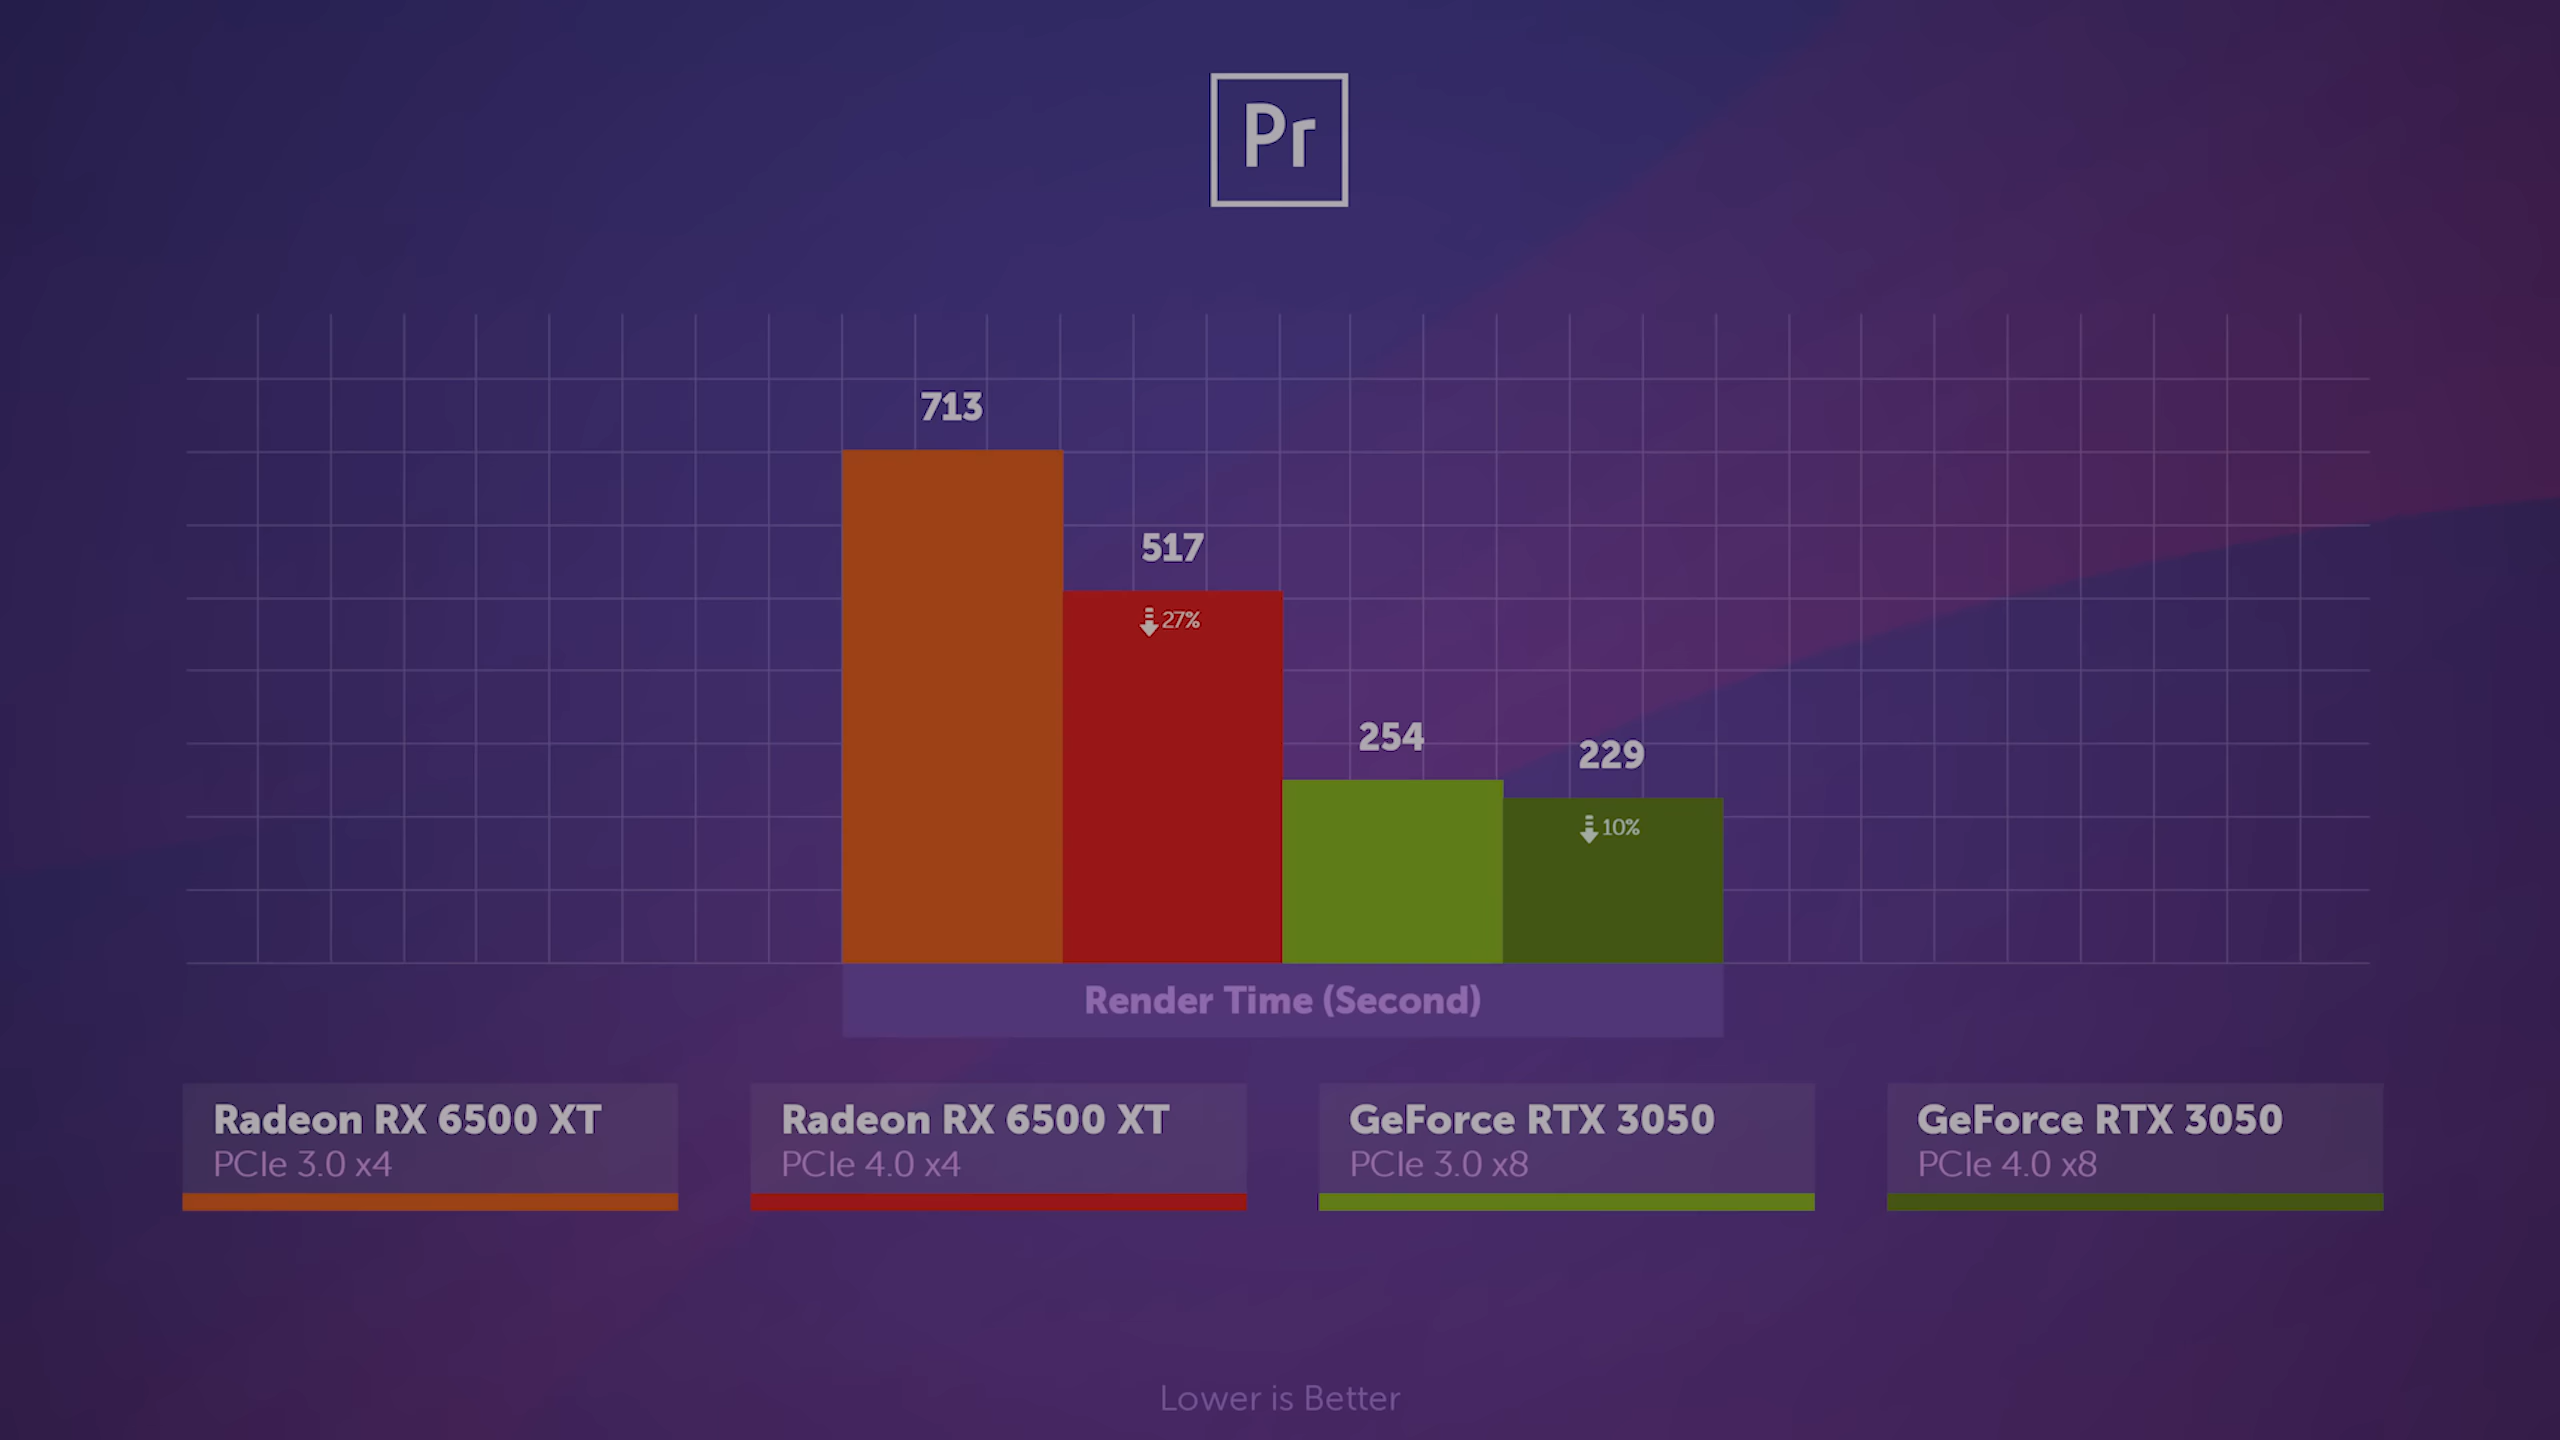 Pr
713
517
27%
254
229
10%
Render Time (Second)
Radeon RX 6500 XT
PCIe 3.0 x4
Radeon RX 6500 XT
PCIe 4.0 x4
GeForce RTX 3050
PCIe 3.0 x8
GeForce RTX 3050
PCIe 4.0 x8
Lower is Better